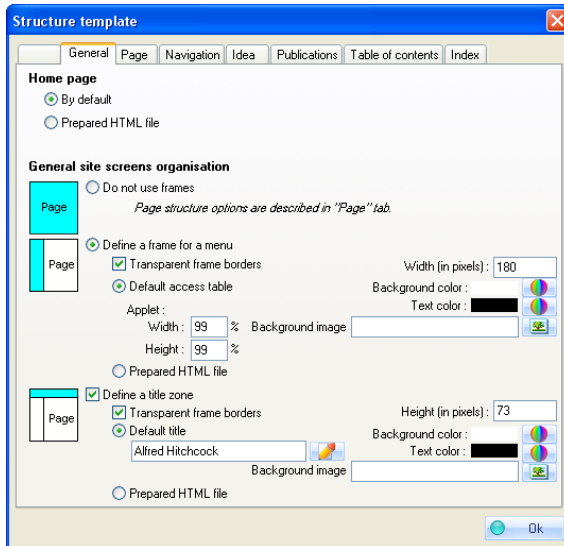 Structure template
General Page Navigation Idea Publications Table of contents Index
Home page
By default
Prepared HTML file
General site screens organisation
Do not use frames
Page
Page structure options are described in "Page" tab.
Define a frame for a menu
Page
Transparent frame borders
Width (in pixels) : 180
Default access table
Background color :
Applet :
Text color :
Width : 99 %
Background image
Height : 99 %
Prepared HTML file
Define a title zone
Page
Transparent frame borders
Height (in pixels) : 73
Default title
Background color :
Alfred Hitchcock
Text color :
Background image
Prepared HTML file
Ok